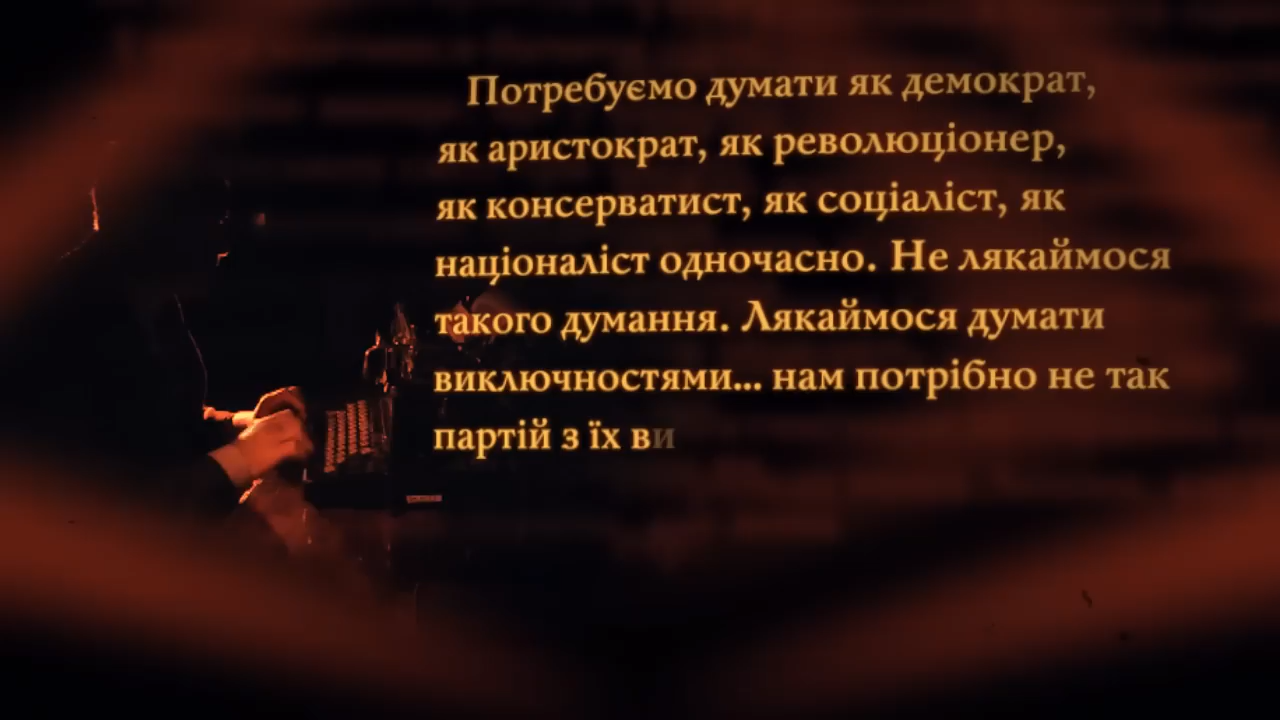 Потребуємо думати як демократ,
як аристократ, як революціонер,
як консерватист, як соціаліст, як
націоналіст одночасно. Не лякаймося
такого думання. Лякаймося думати
виключностями... нам потрібно не так
партій з їх ви